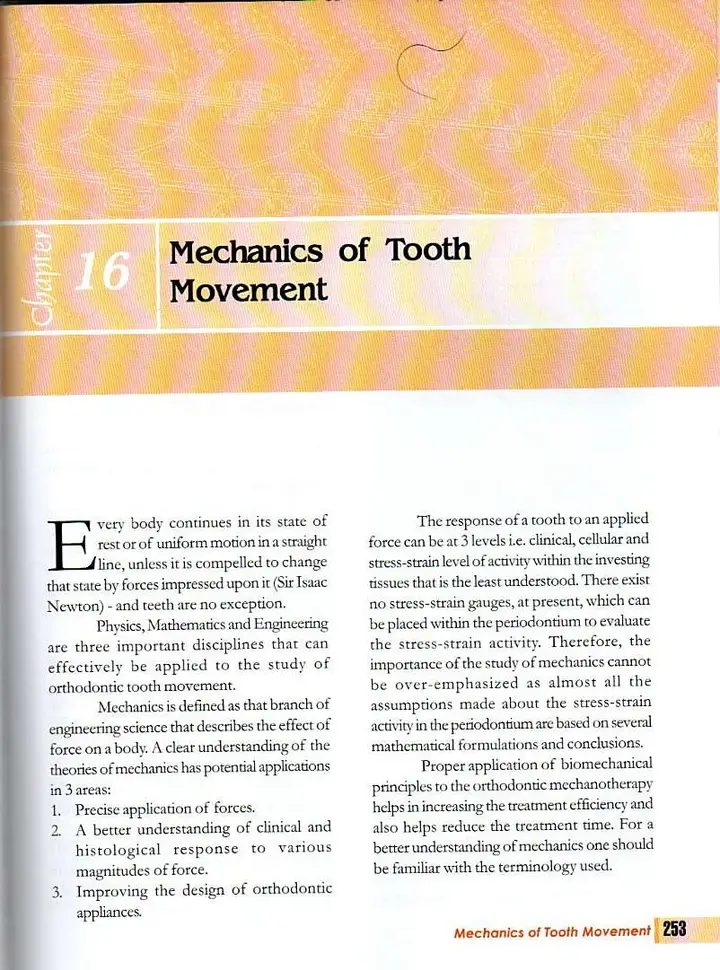 Chapter
16
Mechanics of Tooth
Movement
Every body continues in its state of
rest or of uniform motion in a straight
line, unless it is compelled to change
that state by forces impressed upon it (Sir Isaac
Newton) - and teeth are no exception.
Physics, Mathematics and Engineering
are three important disciplines that can
effectively be applied to the study of
orthodontic tooth movement.
Mechanics is defined as that branch of
engineering science that describes the effect of
force on a body. A clear understanding of the
theories of mechanics has potential applications
in 3 areas:
1. Precise application of forces.
2. A better understanding of clinical and
histological response to various
magnitudes of force.
3. Improving the design of orthodontic
appliances.
The response of a tooth to an applied
force can be at 3 levels i.e. clinical, cellular and
stress-strain level of activity within the investing
tissues that is the least understood. There exist
no stress-strain gauges, at present, which can
be placed within the periodontium to evaluate
the stress-strain activity. Therefore, the
importance of the study of mechanics cannot
be over-emphasized as almost all the
assumptions made about the stress-strain
activity in the periodontium are based on several
mathematical formulations and conclusions.
Proper application of biomechanical
principles to the orthodontic mechanotherapy
helps in increasing the treatment efficiency and
also helps reduce the treatment time. For a
better understanding of mechanics one should
be familiar with the terminology used.
Mechanics of Tooth Movement 253